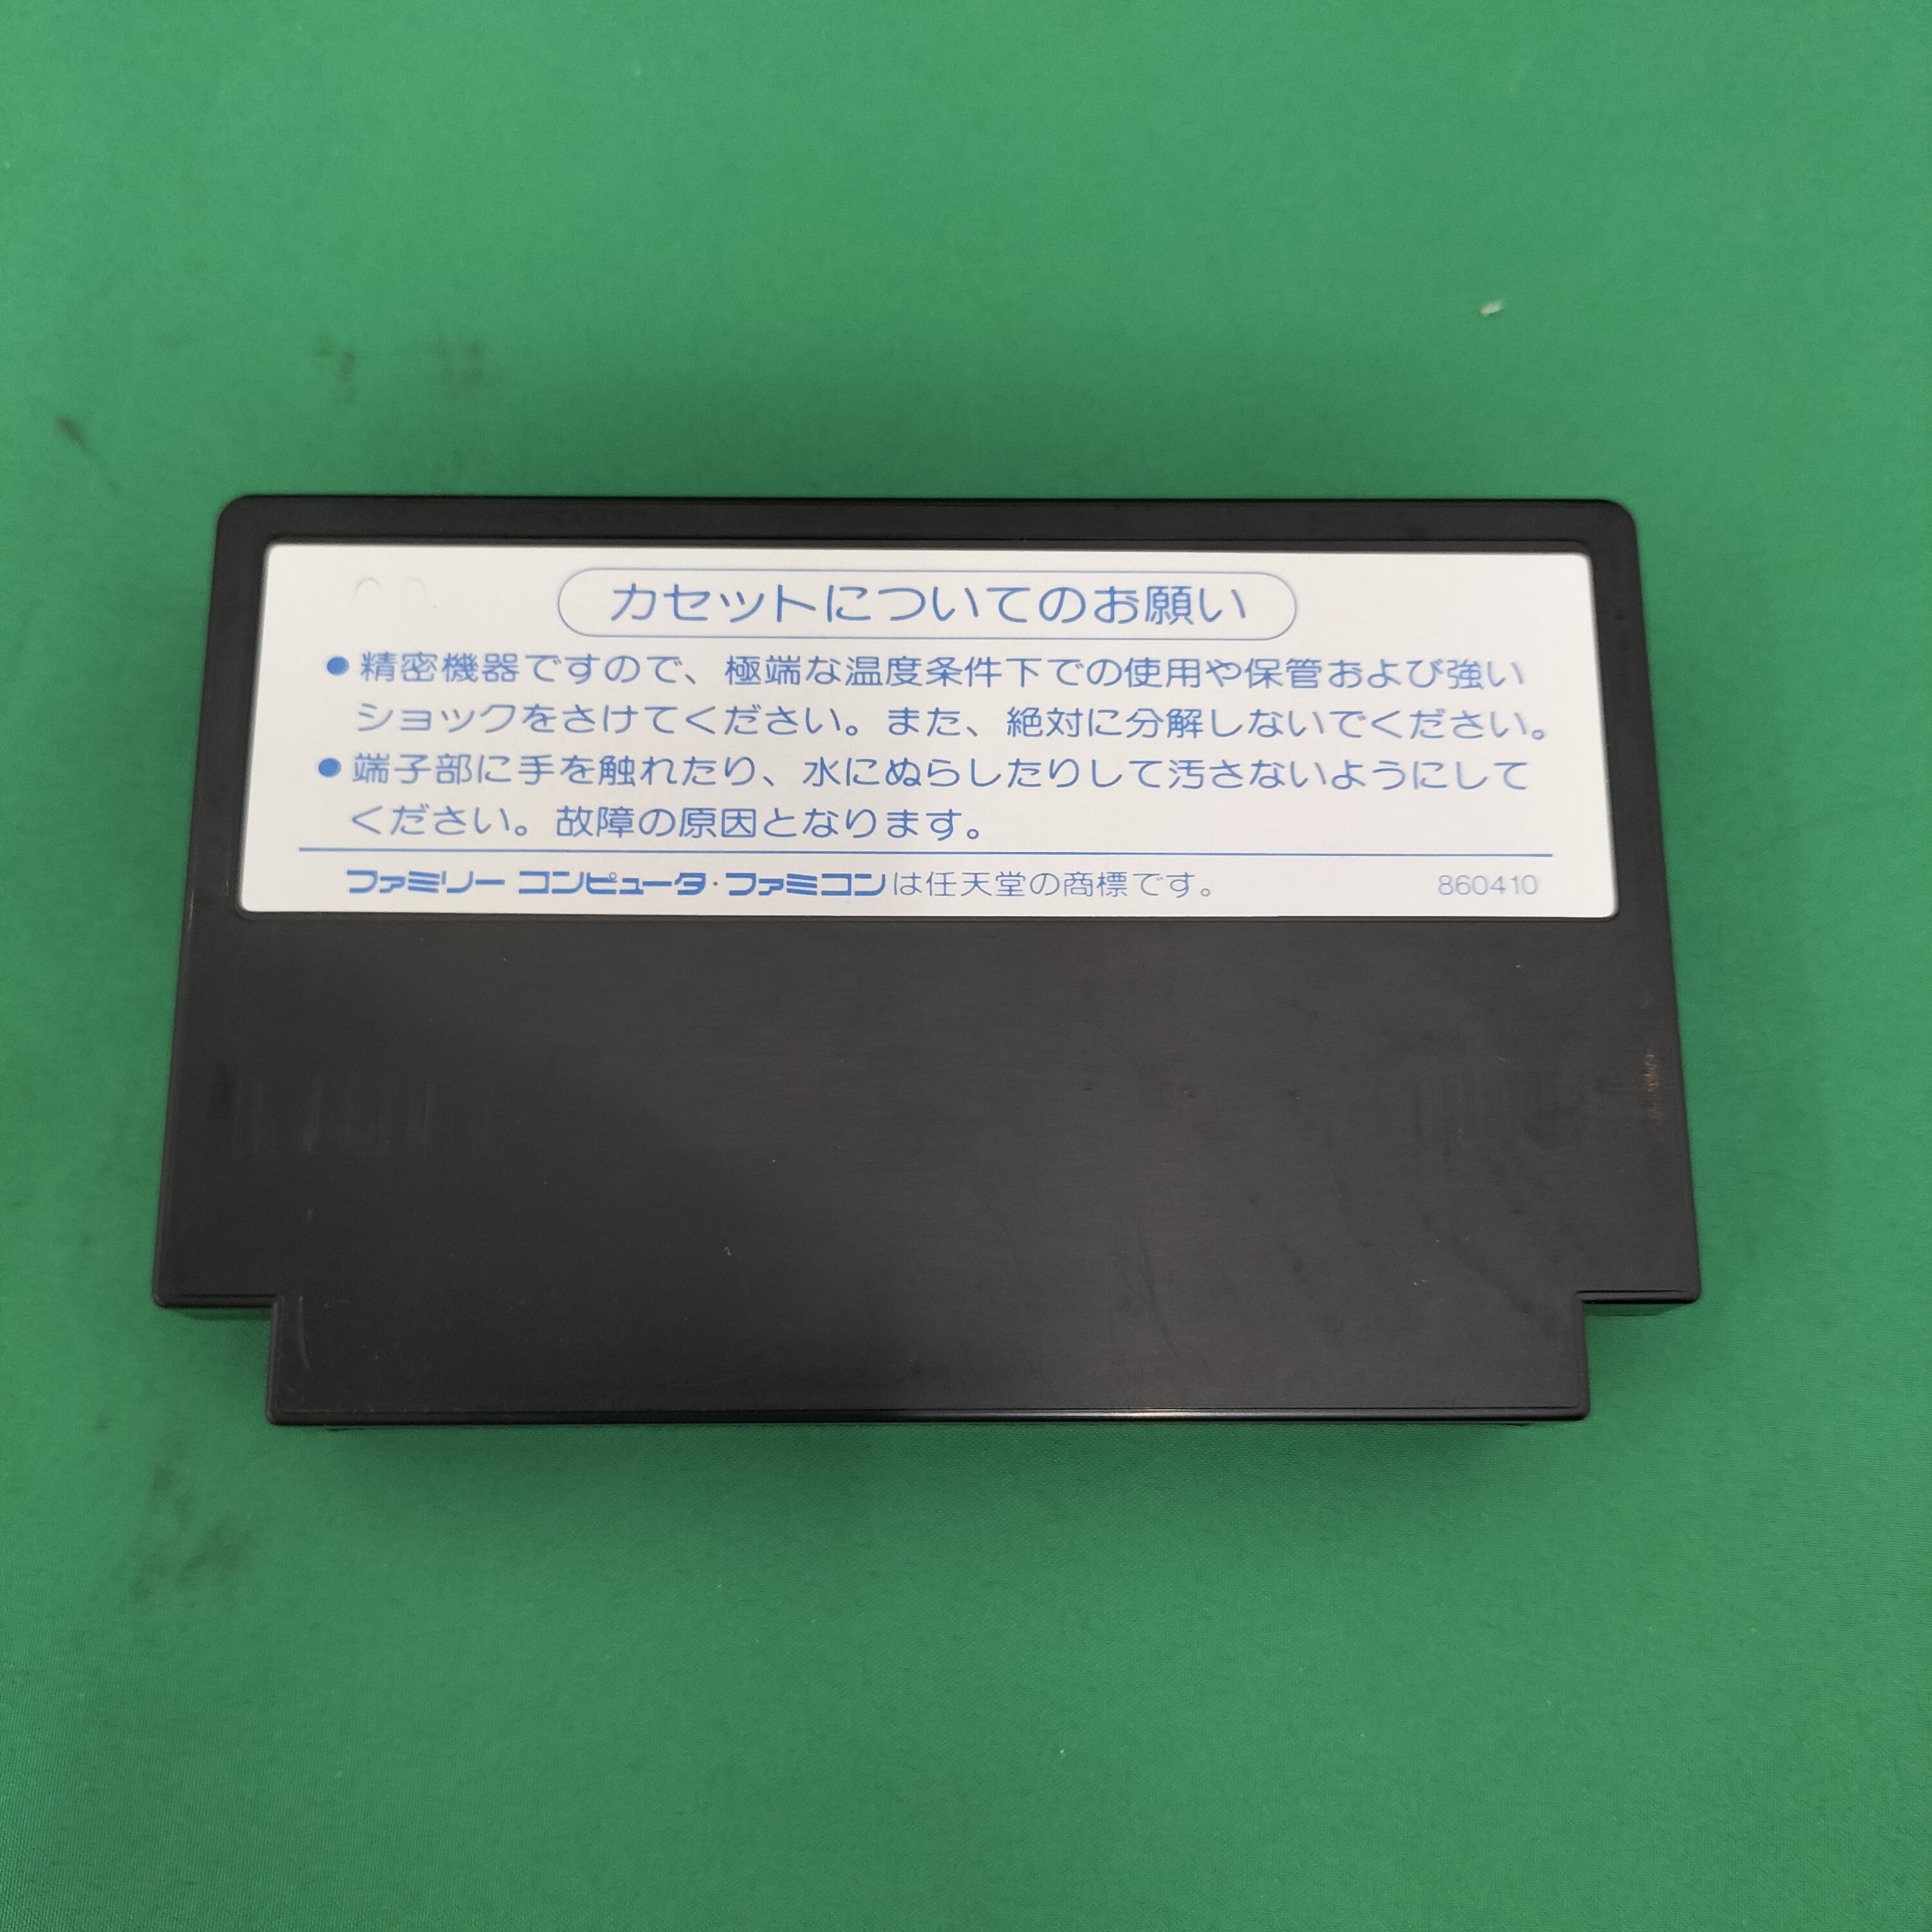 カセットについてのお願い
●精密機器ですので、極端な温度条件下での使用や保管および強い
ショックをさけてください。また、絶対に分解しないでください。
●端子部に手を触れたり、水にぬらしたりして汚さないようにして
ください。故障の原因となります。
ファミリー コンピュータ・ファミコンは任天堂の商標です。 860410